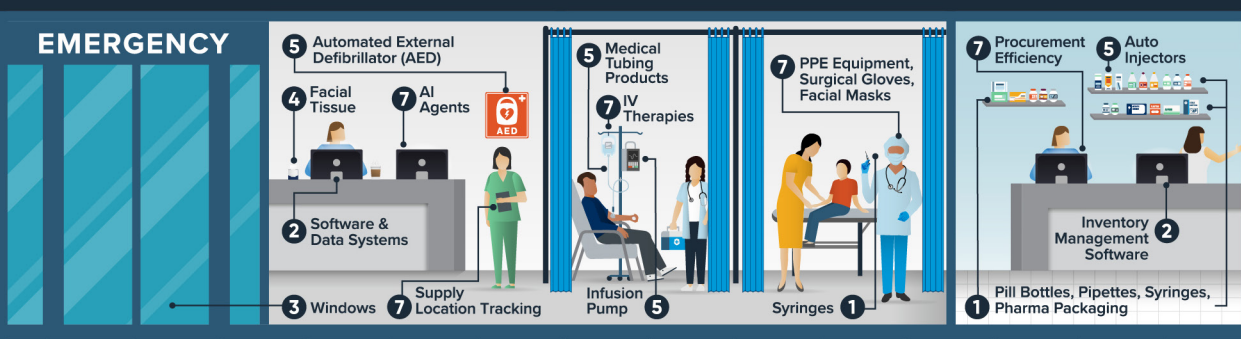 EMERGENCY
5 Automated External
Defibrillator (AED)
4 Facial
Tissue
7 AI
Agents
AED
2 Software &
Data Systems
3 Windows
7 Supply
Location Tracking
5 Medical
Tubing
Products
7 IV
Therapies
Infusion
Pump 5
7 PPE Equipment,
Surgical Gloves,
Facial Masks
Syringes 1
7 Procurement
Efficiency
5 Auto
Injectors
Inventory
Management 2
Software
1 Pill Bottles, Pipettes, Syringes,
Pharma Packaging